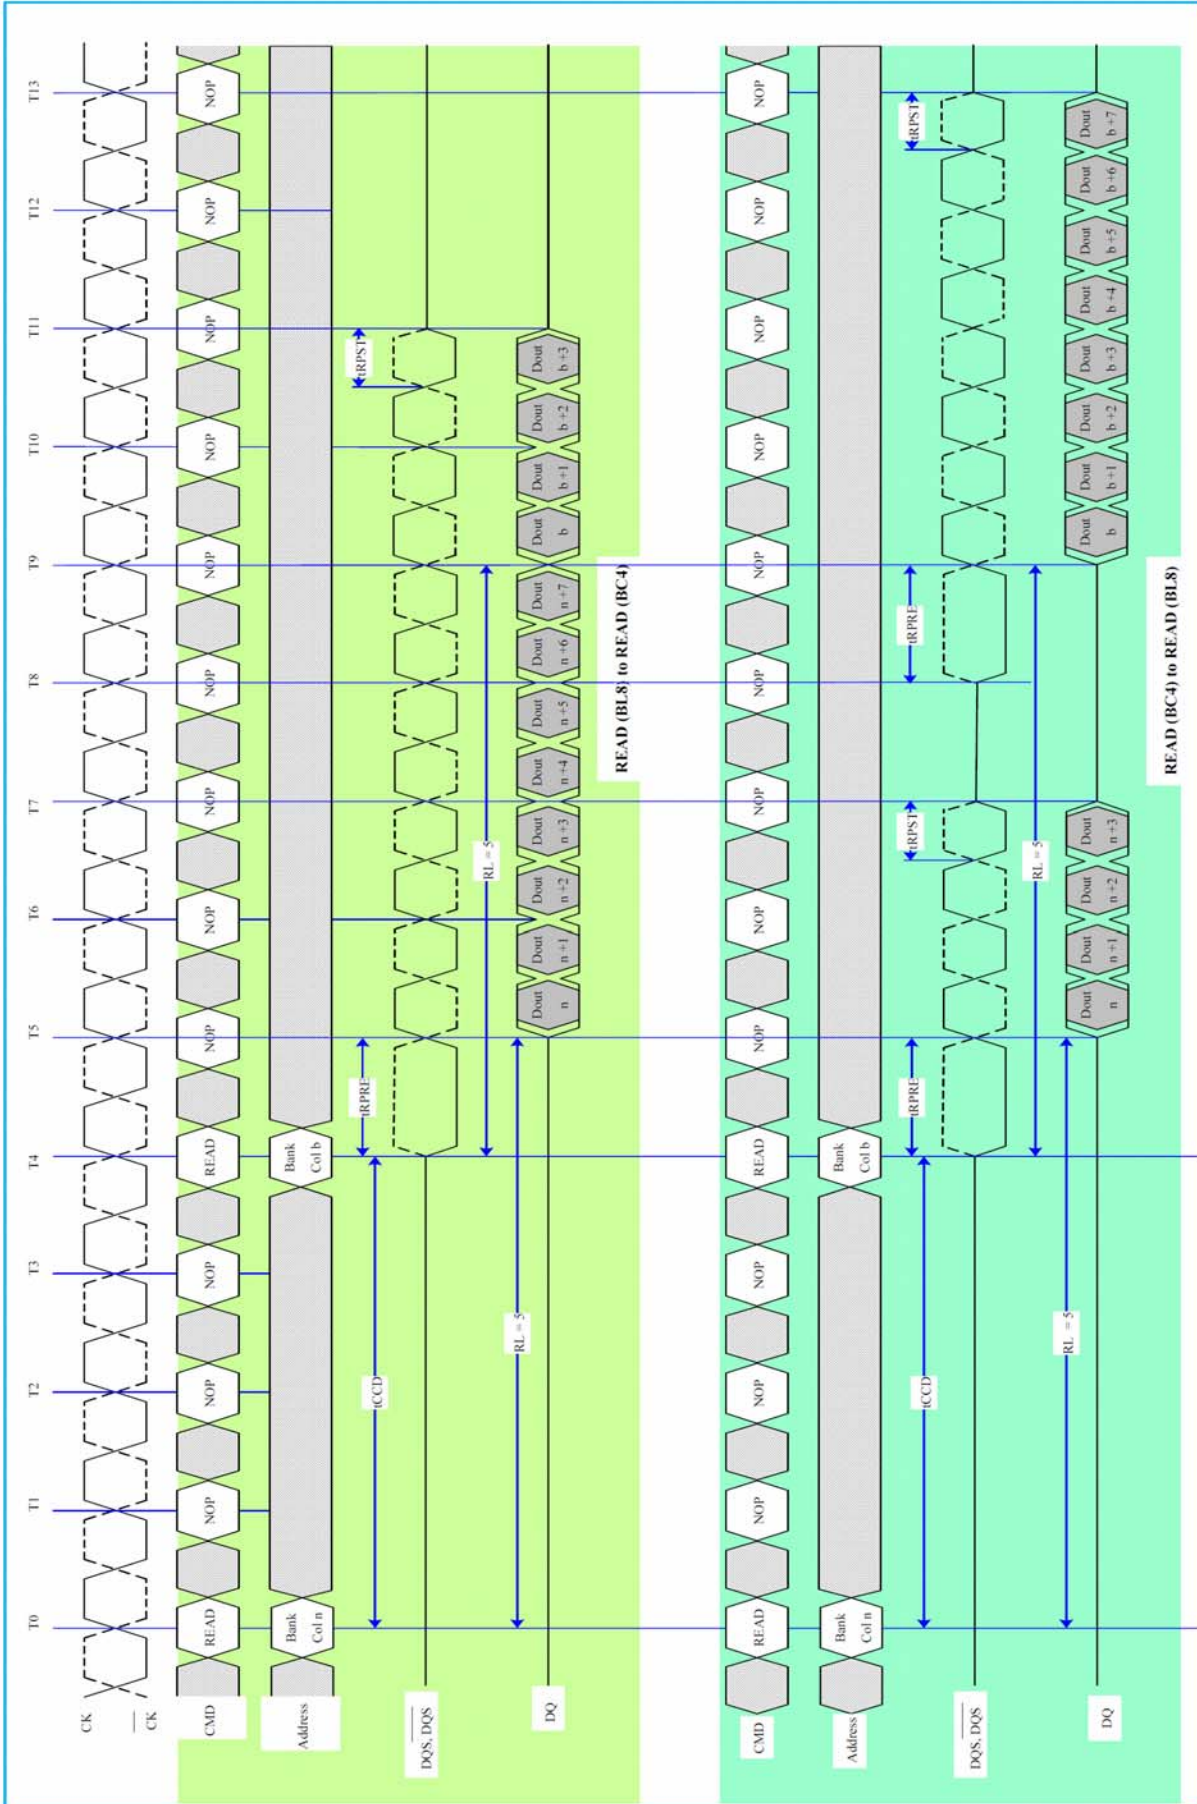 T0 T1 T2 T3 T4 T5 T6 T7 T8 T9 T10 T11 T12 T13
CK
CK
CMD READ NOP NOP NOP READ NOP NOP NOP NOP NOP NOP NOP NOP NOP
Address Bank Col n Bank Col b
tCCD tRPRE tRPST
DQS, DQS
RL = 5
RL = 5
DQ Dout n Dout n +1 Dout n +2 Dout n +3 Dout n +4 Dout n +5 Dout n +6 Dout n +7 Dout b Dout b +1 Dout b +2 Dout b +3
READ (BL8) to READ (BC4)
CMD READ NOP NOP NOP READ NOP NOP NOP NOP NOP NOP NOP NOP NOP
Address Bank Col n Bank Col b
tCCD tRPRE tRPST tRPRE tRPST
DQS, DQS
RL = 5
RL = 5
DQ Dout n Dout n +1 Dout n +2 Dout n +3 Dout b Dout b +1 Dout b +2 Dout b +3 Dout b +4 Dout b +5 Dout b +6 Dout b +7
READ (BC4) to READ (BL8)